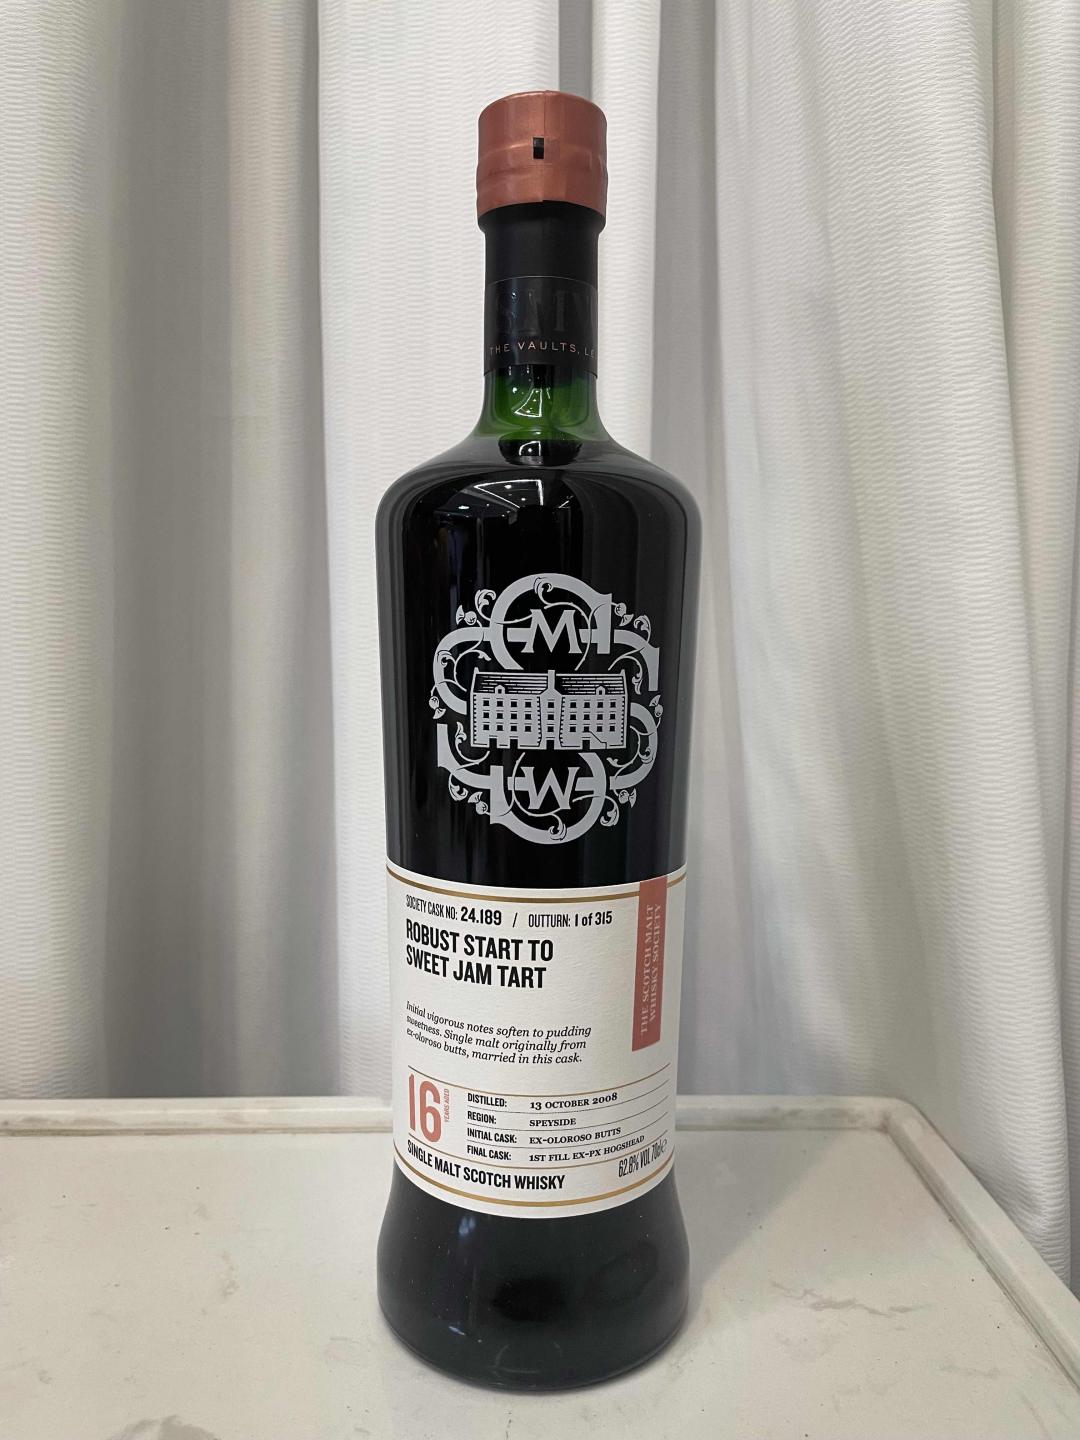 SMW
THE VAULTS, LE
M
W
SOCIETY CASK NO: 24.189 / OUTTURN: 1 of 315
ROBUST START TO
SWEET JAM TART
THE SCOTCH MALT
WHISKY SOCIETY
Initial vigorous notes soften to pudding
sweetness. Single malt originally from
ex-oloroso butts, married in this cask.
16 YEARS AGED
DISTILLED: 13 OCTOBER 2008
REGION: SPEYSIDE
INITIAL CASK: EX-OLOROSO BUTTS
FINAL CASK: 1ST FILL EX-PX HOGSHEAD
SINGLE MALT SCOTCH WHISKY
62.8% VOL 70cl e